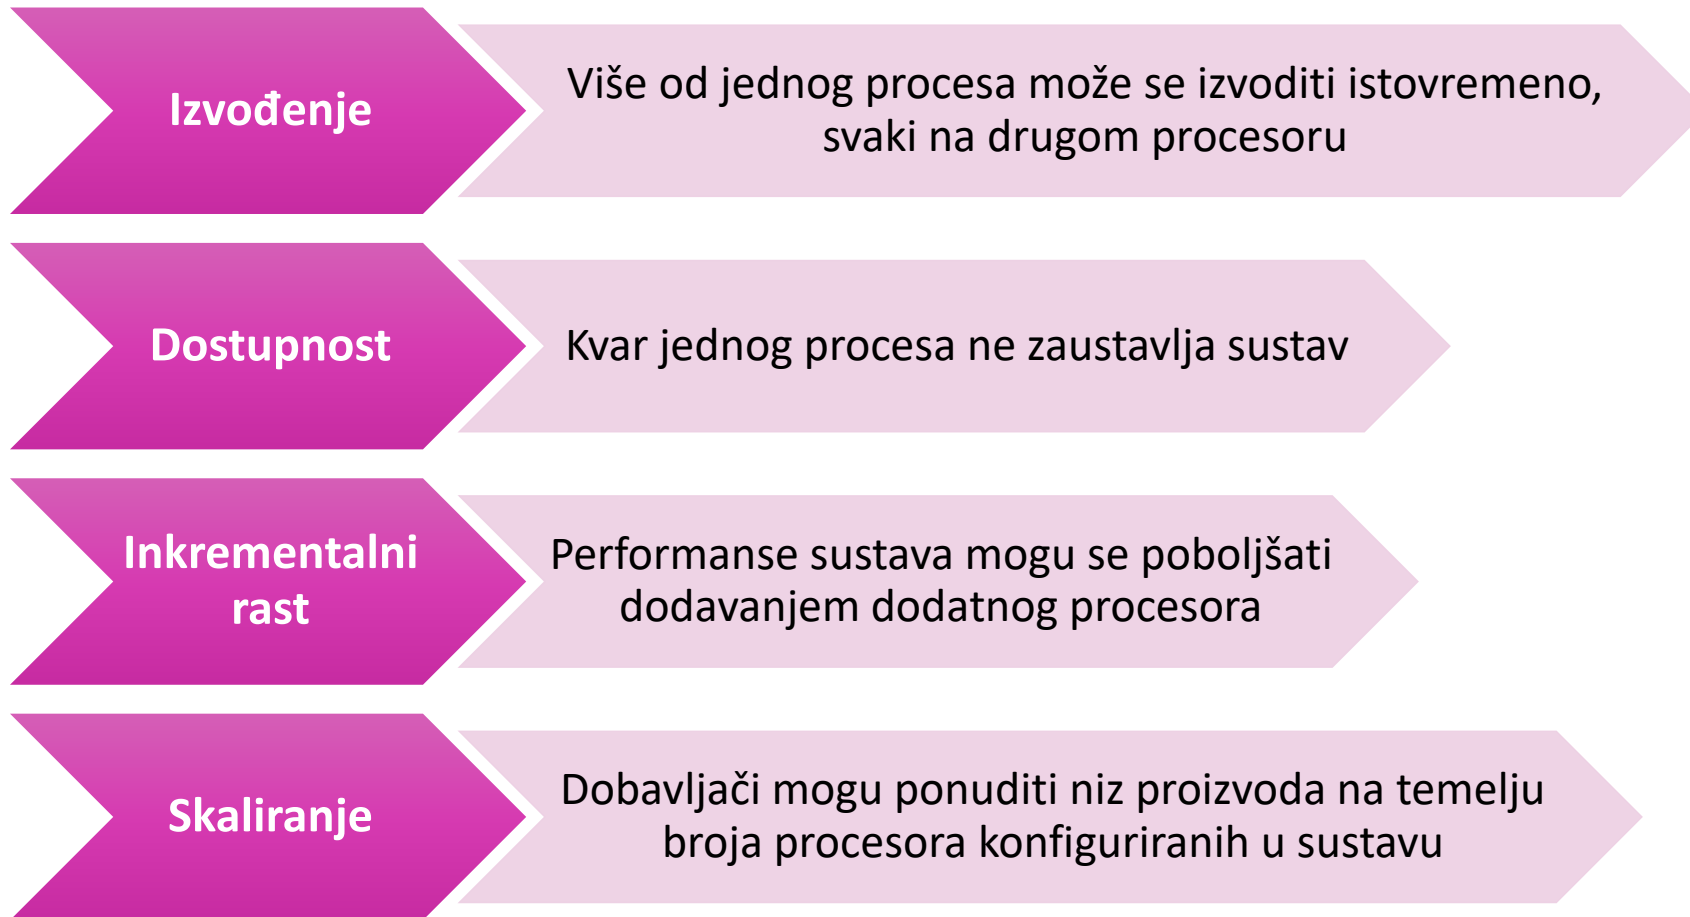 Izvođenje
Više od jednog procesa može se izvoditi istovremeno,
svaki na drugom procesoru
Dostupnost
Kvar jednog procesa ne zaustavlja sustav
Inkrementalni
rast
Performanse sustava mogu se poboljšati
dodavanjem dodatnog procesora
Skaliranje
Dobavljači mogu ponuditi niz proizvoda na temelju
broja procesora konfiguriranih u sustavu